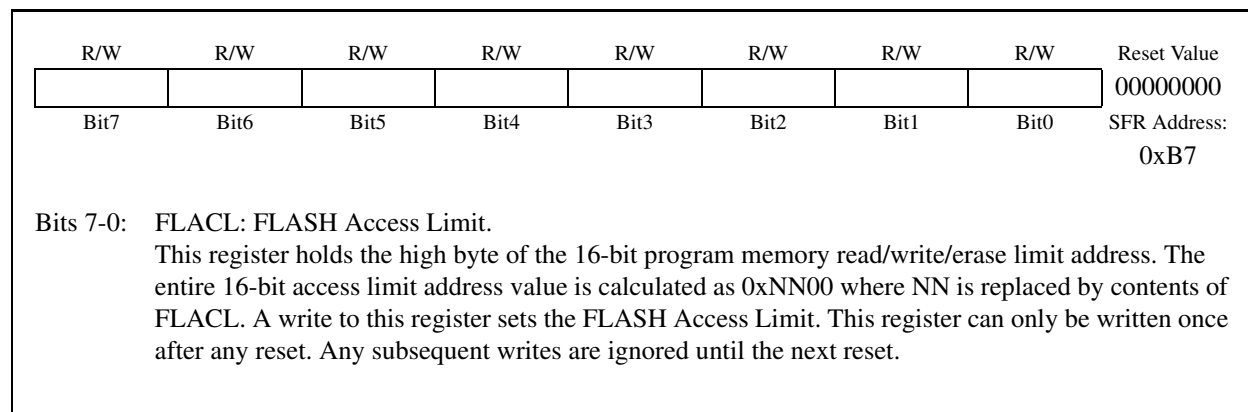 R/W R/W R/W R/W R/W R/W R/W R/W Reset Value
00000000
Bit7 Bit6 Bit5 Bit4 Bit3 Bit2 Bit1 Bit0 SFR Address:
0xB7
Bits 7-0: FLACL: FLASH Access Limit.
This register holds the high byte of the 16-bit program memory read/write/erase limit address. The
entire 16-bit access limit address value is calculated as 0xNN00 where NN is replaced by contents of
FLACL. A write to this register sets the FLASH Access Limit. This register can only be written once
after any reset. Any subsequent writes are ignored until the next reset.